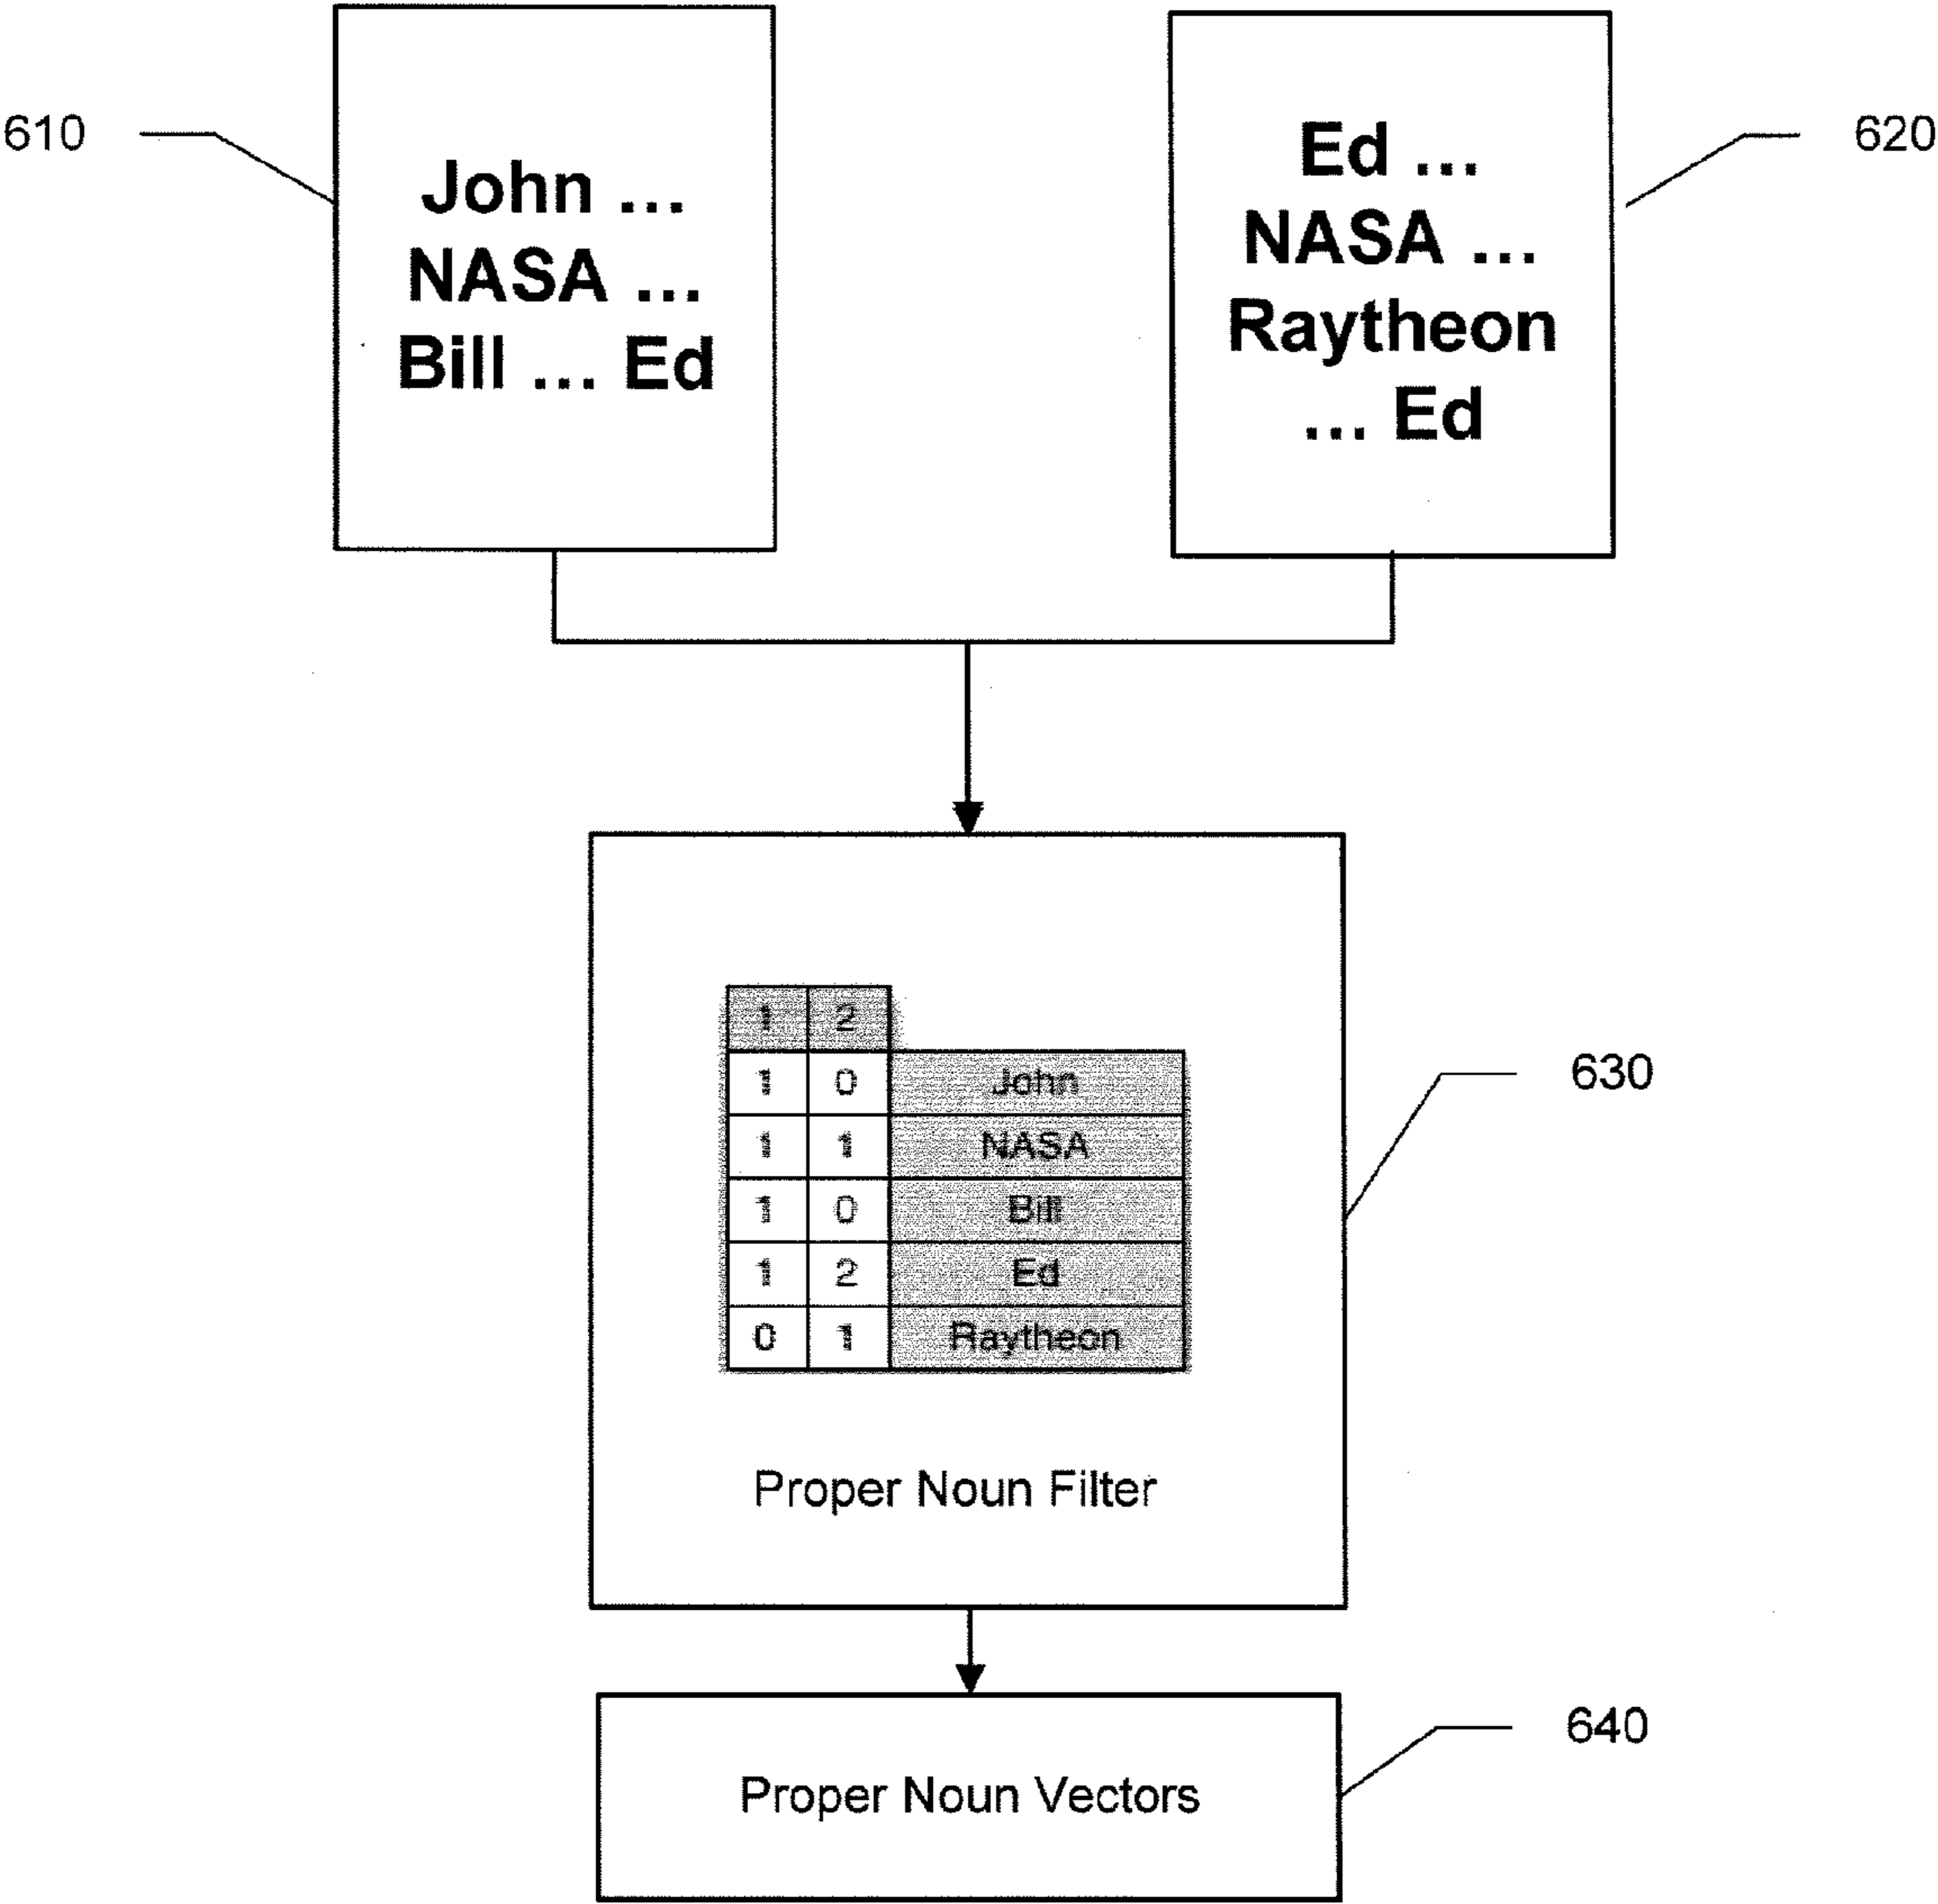 610
John ...
NASA ...
Bill ... Ed
620
Ed ...
NASA ...
Raytheon
... Ed
1 2
1 0 John
1 1 NASA
1 0 Bill
1 2 Ed
0 1 Raytheon
630
Proper Noun Filter
640
Proper Noun Vectors